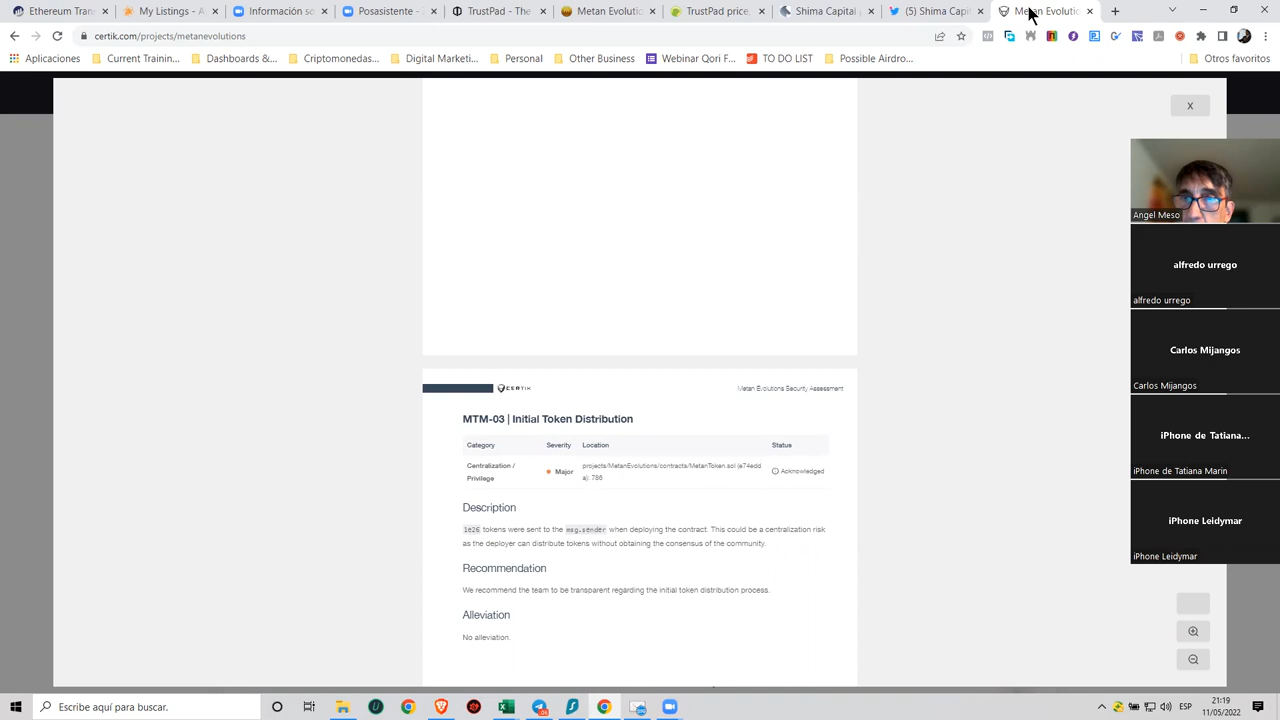 Ethereum Tran
My Listings - A
Información so
Posasistente -
TrustPad - The
Metan Evolutic
TrustPad price,
Shima Capital
(5) Shima Capi
Metan Evolutic
certik.com/projects/metanevolutions
Aplicaciones
Current Trainin...
Dashboards &...
Criptomonedas...
Digital Marketi...
Personal
Other Business
Webinar Qori F...
TO DO LIST
Possible Airdro...
Otros favoritos
X
Angel Meso
alfredo urrego
alfredo urrego
Carlos Mijangos
Carlos Mijangos
iPhone de Tatiana...
iPhone de Tatiana Marin
iPhone Leidymar
iPhone Leidymar
CERTIK
Metan Evolutions Security Assessment
MTM-03 | Initial Token Distribution
Category Severity Location Status
Centralization / Privilege
Major
projects/MetanEvolutions/contracts/MetanToken.sol (e74edd
a): 786
Acknowledged
Description
1e26 tokens were sent to the msg.sender when deploying the contract. This could be a centralization risk
as the deployer can distribute tokens without obtaining the consensus of the community.
Recommendation
We recommend the team to be transparent regarding the initial token distribution process.
Alleviation
No alleviation.
Escribe aquí para buscar.
ESP
21:19
11/05/2022